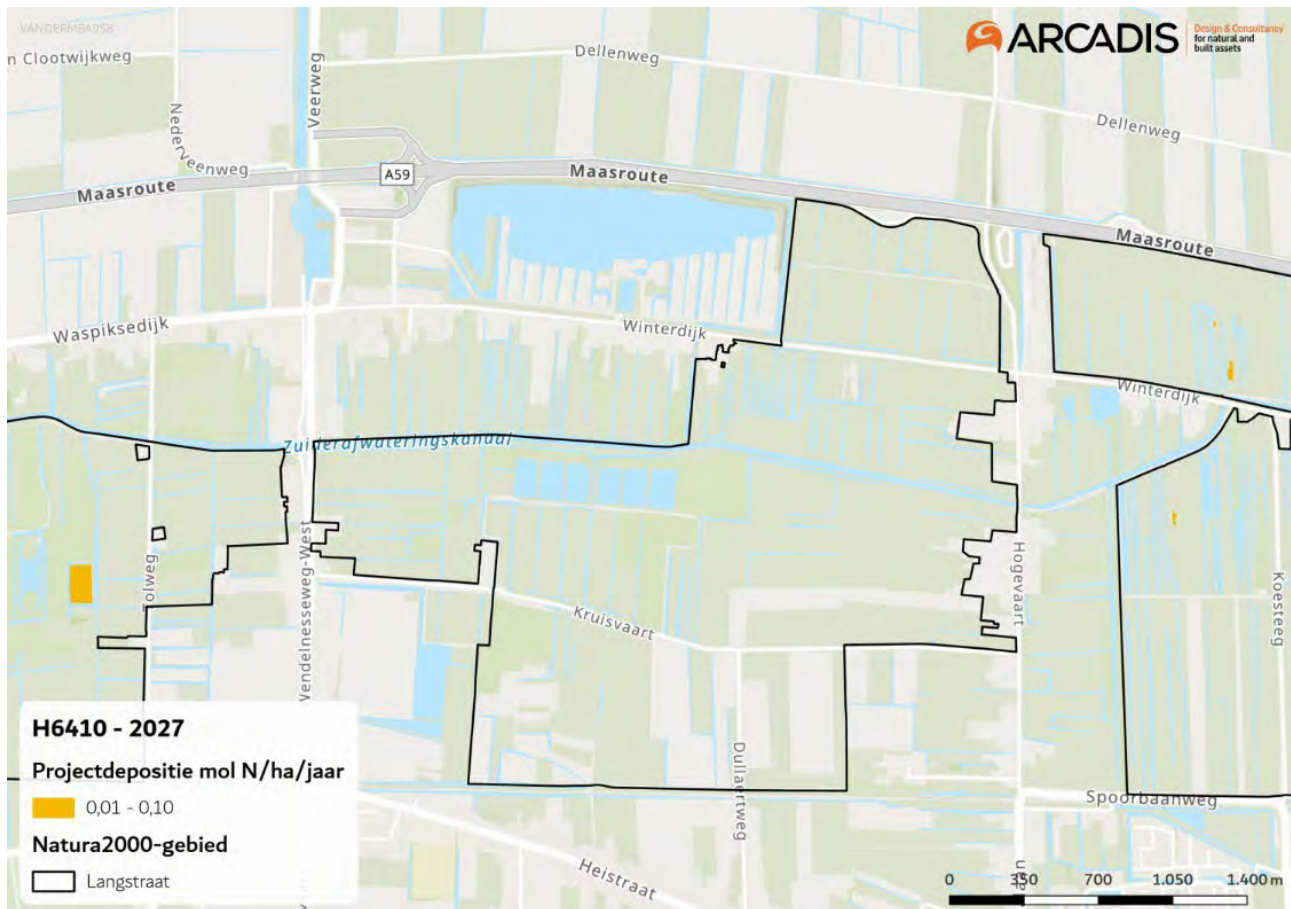 VANDERMBA958
ARCADIS
Design & Consultancy
for natural and
built assets
n Clootwijkweg
Veerweg
Dellenweg
Nederveenweg
Dellenweg
A59
Maasroute
Maasroute
Maasroute
Waspiksedijk
Winterdijk
Winterdijk
Zuiderafwateringskanaal
Tolweg
Vendelnesseweg-West
Hogevaart
Koesteeg
Kruisvaart
Dullaertweg
Spoorbaanweg
Heistraat
H6410 - 2027
Projectdepositie mol N/ha/jaar
0,01 - 0,10
Natura2000-gebied
Langstraat
0 350 700 1.050 1.400 m